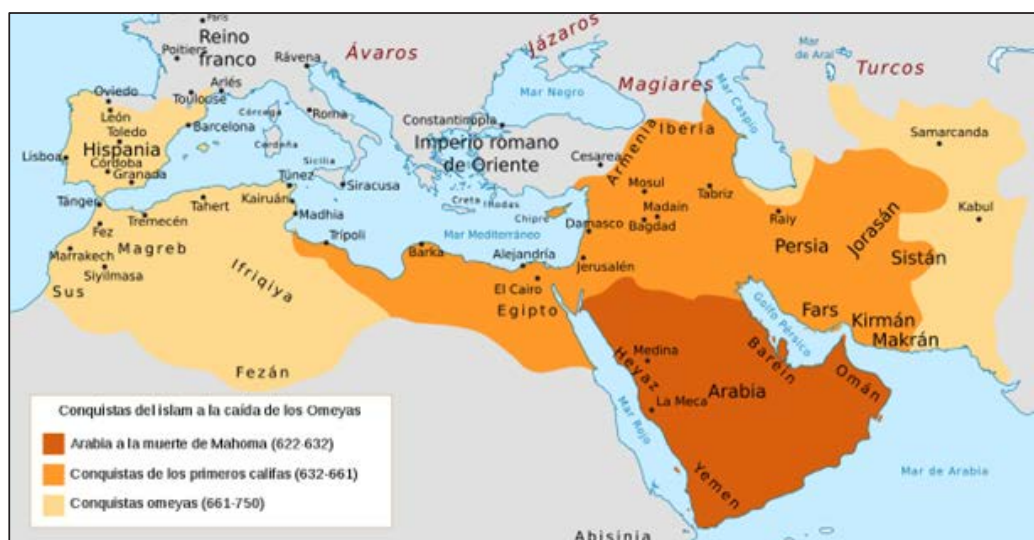 París
Reino
franco
Ávaros
Jázaros
Mar
de Aral
Poitiers
Rávena
Magiares
Turcos
Oviedo
Arlés
Toulouse
Mar Negro
Mar Caspio
León
Córcega
Roma
Barcelona
Constantinopla
Iberia
Samarcanda
Toledo
Hispania
Cerdeña
Imperio romano
de Oriente
Armenia
Lisboa
Córdoba
Granada
Sicilia
Cesarea
Túnez
Siracusa
Mosul
Tabriz
Tánger
Tahert
Kairuán
Creta
Rodas
Chipre
Madain
Raiy
Kabul
Tremecén
Madhia
Damasco
Bagdad
Jorasán
Fez
Magreb
Trípoli
Mar Mediterráneo
Persia
Marrakech
Barka
Alejandría
Sistán
Siyilmasa
Ifriqiya
Jerusalén
Sus
El Cairo
Egipto
Golfo Pérsico
Fars
Kirmán
Makrán
Medina
Heyaz
Baréin
Fezán
Arabia
Omán
La Meca
Mar Rojo
Conquistas del islam a la caída de los Omeyas
Arabia a la muerte de Mahoma (622-632)
Conquistas de los primeros califas (632-661)
Conquistas omeyas (661-750)
Yemen
Mar de Arabia
Abisinia